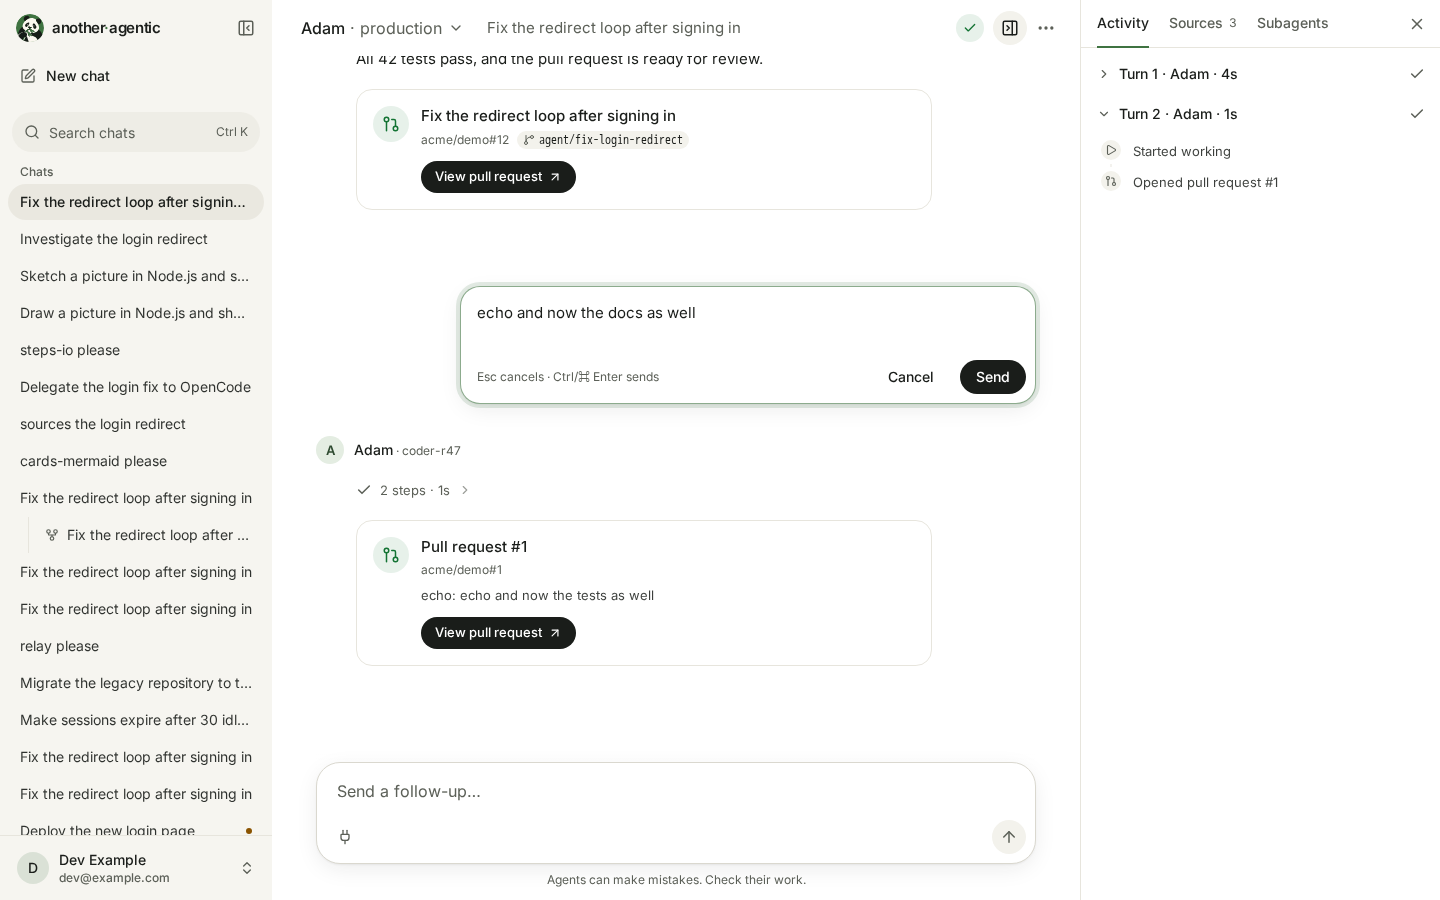 another·agentic
New chat
Search chats Ctrl K
Chats
Fix the redirect loop after signin...
Investigate the login redirect
Sketch a picture in Node.js and s...
Draw a picture in Node.js and sh...
steps-io please
Delegate the login fix to OpenCode
sources the login redirect
cards-mermaid please
Fix the redirect loop after signing in
Fix the redirect loop after ...
Fix the redirect loop after signing in
Fix the redirect loop after signing in
relay please
Migrate the legacy repository to t...
Make sessions expire after 30 idl...
Fix the redirect loop after signing in
Fix the redirect loop after signing in
Deploy the new login page
D
Dev Example
dev@example.com
Adam · production
Fix the redirect loop after signing in
All 42 tests pass, and the pull request is ready for review.
Fix the redirect loop after signing in
acme/demo#12 agent/fix-login-redirect
View pull request
echo and now the docs as well
Esc cancels · Ctrl/⌘ Enter sends
Cancel
Send
A
Adam · coder-r47
2 steps · 1s
Pull request #1
acme/demo#1
echo: echo and now the tests as well
View pull request
Send a follow-up...
Agents can make mistakes. Check their work.
Activity Sources 3 Subagents
Turn 1 · Adam · 4s
Turn 2 · Adam · 1s
Started working
Opened pull request #1